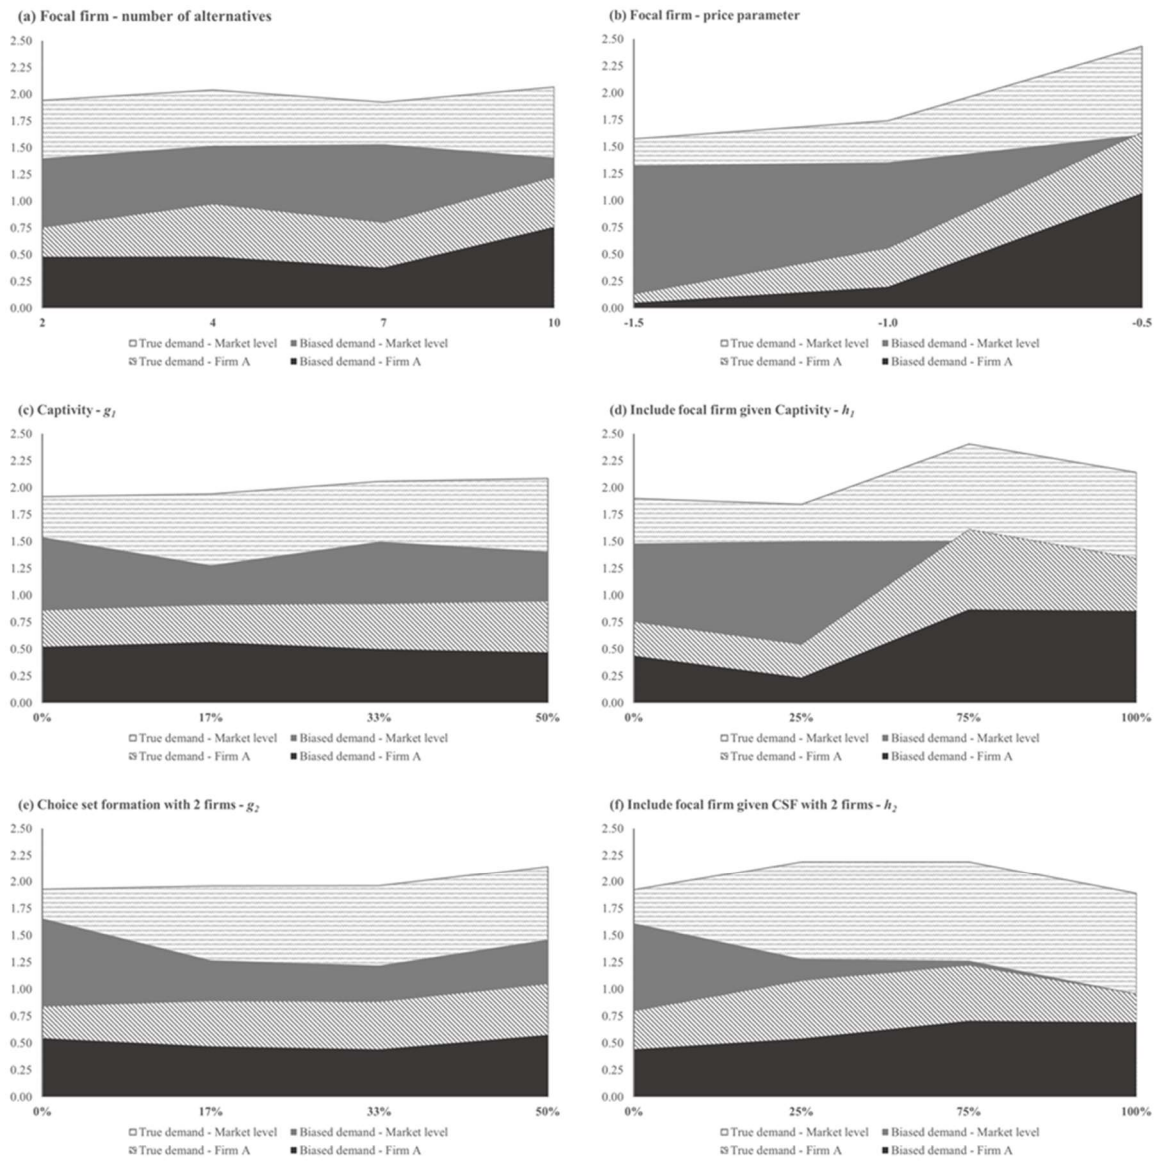 (a) Focal firm - number of alternatives
2.50
2.25
2.00
1.75
1.50
1.25
1.00
0.75
0.50
0.25
0.00
2 4 7 10
True demand - Market level Biased demand - Market level
True demand - Firm A Biased demand - Firm A
(b) Focal firm - price parameter
2.50
2.25
2.00
1.75
1.50
1.25
1.00
0.75
0.50
0.25
0.00
-1.5 -1.0 -0.5
True demand - Market level Biased demand - Market level
True demand - Firm A Biased demand - Firm A
(c) Captivity - g1
2.50
2.25
2.00
1.75
1.50
1.25
1.00
0.75
0.50
0.25
0.00
0% 17% 33% 50%
True demand - Market level Biased demand - Market level
True demand - Firm A Biased demand - Firm A
(d) Include focal firm given Captivity - h1
2.50
2.25
2.00
1.75
1.50
1.25
1.00
0.75
0.50
0.25
0.00
0% 25% 75% 100%
True demand - Market level Biased demand - Market level
True demand - Firm A Biased demand - Firm A
(e) Choice set formation with 2 firms - g2
2.50
2.25
2.00
1.75
1.50
1.25
1.00
0.75
0.50
0.25
0.00
0% 17% 33% 50%
True demand - Market level Biased demand - Market level
True demand - Firm A Biased demand - Firm A
(f) Include focal firm given CSF with 2 firms - h2
2.50
2.25
2.00
1.75
1.50
1.25
1.00
0.75
0.50
0.25
0.00
0% 25% 75% 100%
True demand - Market level Biased demand - Market level
True demand - Firm A Biased demand - Firm A